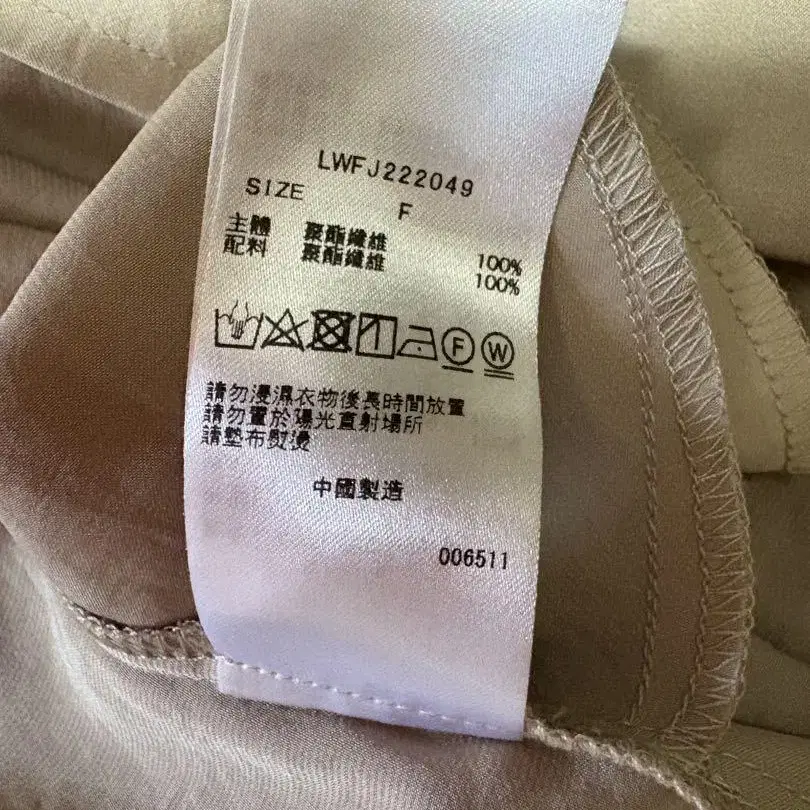 LWFJ222049
SIZE F
主體 聚酯纖維 100%
配料 聚酯纖維 100%
F W
請勿浸濕衣物後長時間放置
請勿置於陽光直射場所
請墊布熨燙
中國製造
006511